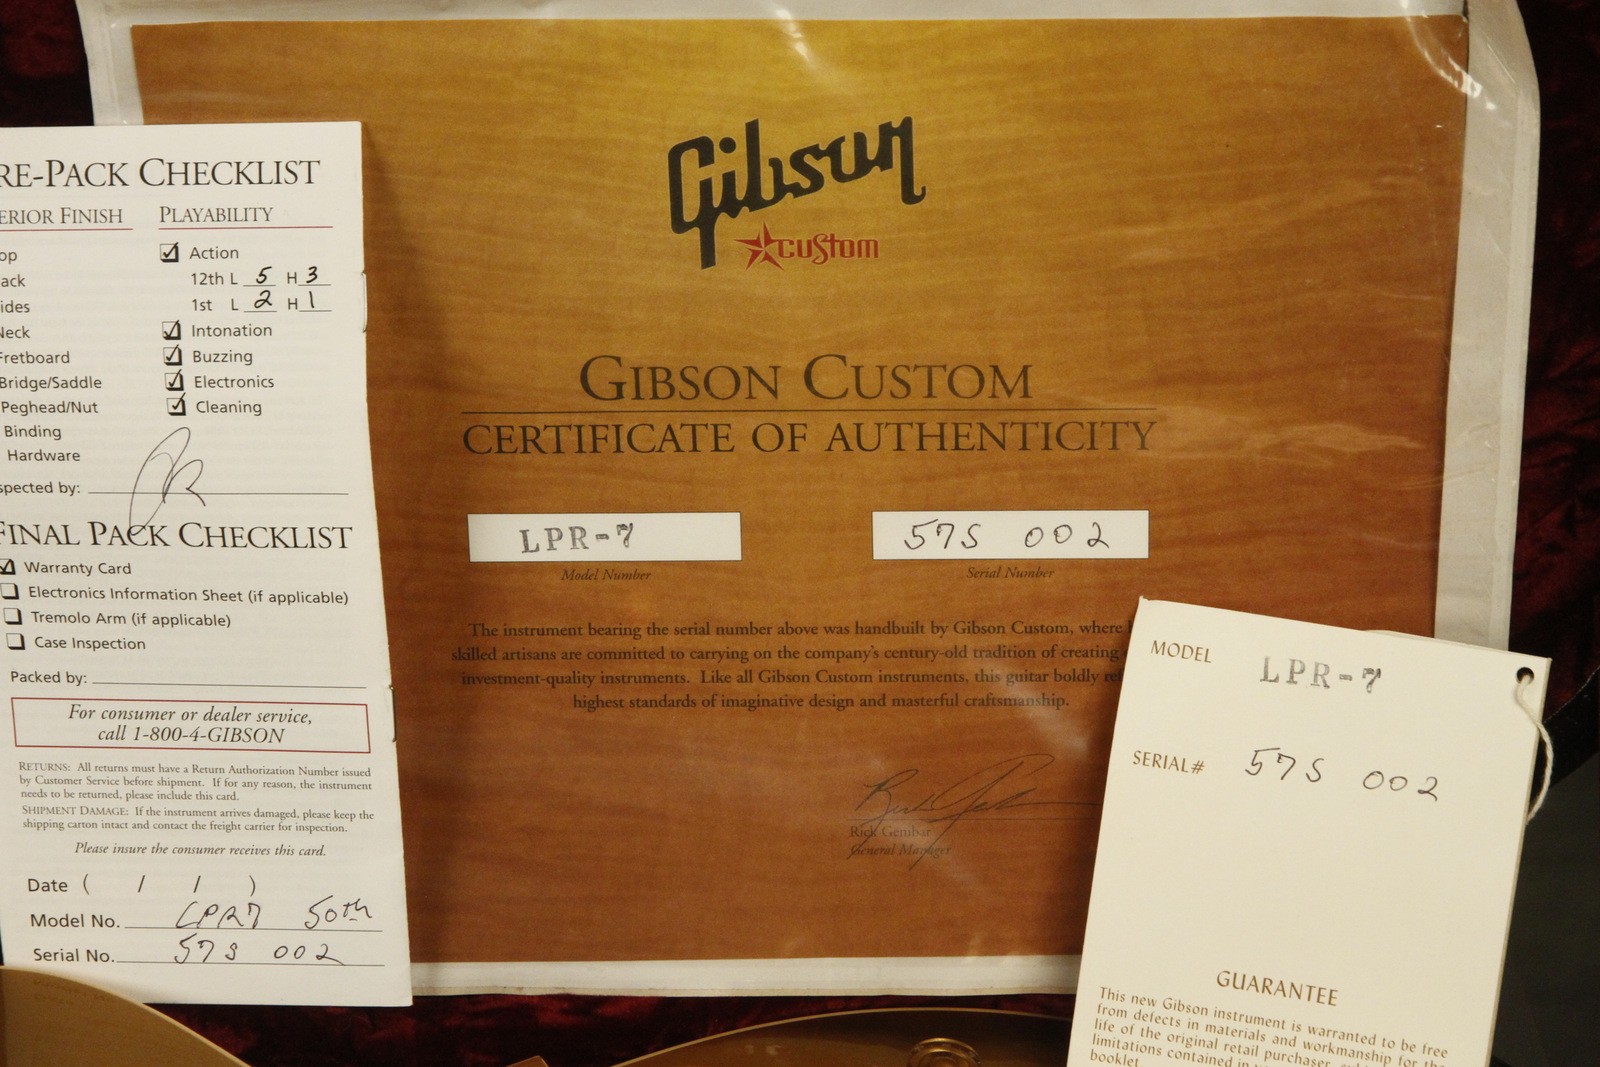 RE-PACK CHECKLIST
ERIOR FINISH PLAYABILITY
op
ack
ides
Neck
Fretboard
Bridge/Saddle
Peghead/Nut
Binding
Hardware
Action
12th L 5 H 3
1st L 2 H 1
Intonation
Buzzing
Electronics
Cleaning
spected by:
FINAL PACK CHECKLIST
Warranty Card
Electronics Information Sheet (if applicable)
Tremolo Arm (if applicable)
Case Inspection
Packed by:
For consumer or dealer service,
call 1-800-4-GIBSON
RETURNS: All returns must have a Return Authorization Number issued
by Customer Service before shipment. If for any reason, the instrument
needs to be returned, please include this card.
SHIPMENT DAMAGE: If the instrument arrives damaged, please keep the
shipping carton intact and contact the freight carrier for inspection.
Please insure the consumer receives this card.
Date ( / / )
Model No. LPR7 50th
Serial No. 57S 002
Gibson
custom
GIBSON CUSTOM
CERTIFICATE OF AUTHENTICITY
LPR-7 57S 002
Model Number Serial Number
The instrument bearing the serial number above was handbuilt by Gibson Custom, where
skilled artisans are committed to carrying on the company's century-old tradition of creating
investment-quality instruments. Like all Gibson Custom instruments, this guitar boldly re
highest standards of imaginative design and masterful craftsmanship.
Rick Gembar
General Manager
MODEL LPR-7
SERIAL# 57S 002
GUARANTEE
This new Gibson instrument is warranted to be free
from defects in materials and workmanship for the
life of the original retail purchaser,
limitations contained in
booklet.